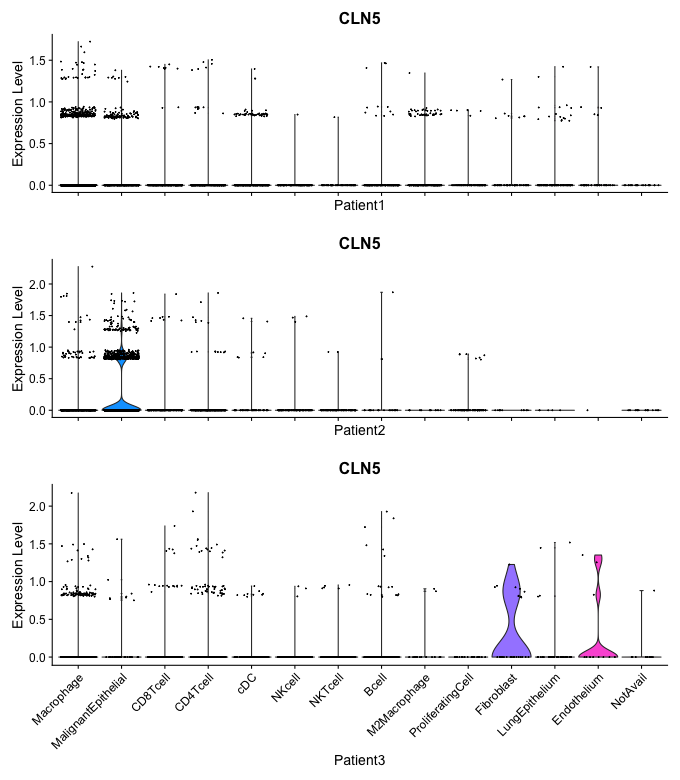 CLN5
Expression Level
1.5
1.0
0.5
0.0
Patient1
CLN5
Expression Level
2.0
1.5
1.0
0.5
0.0
Patient2
CLN5
Expression Level
2.0
1.5
1.0
0.5
0.0
Macrophage
MalignantEpithelial
CD8Tcell
CD4Tcell
cDC
NKcell
NKTcell
Bcell
M2Macrophage
ProliferatingCell
Fibroblast
LungEpithelium
Endothelium
NotAvail
Patient3